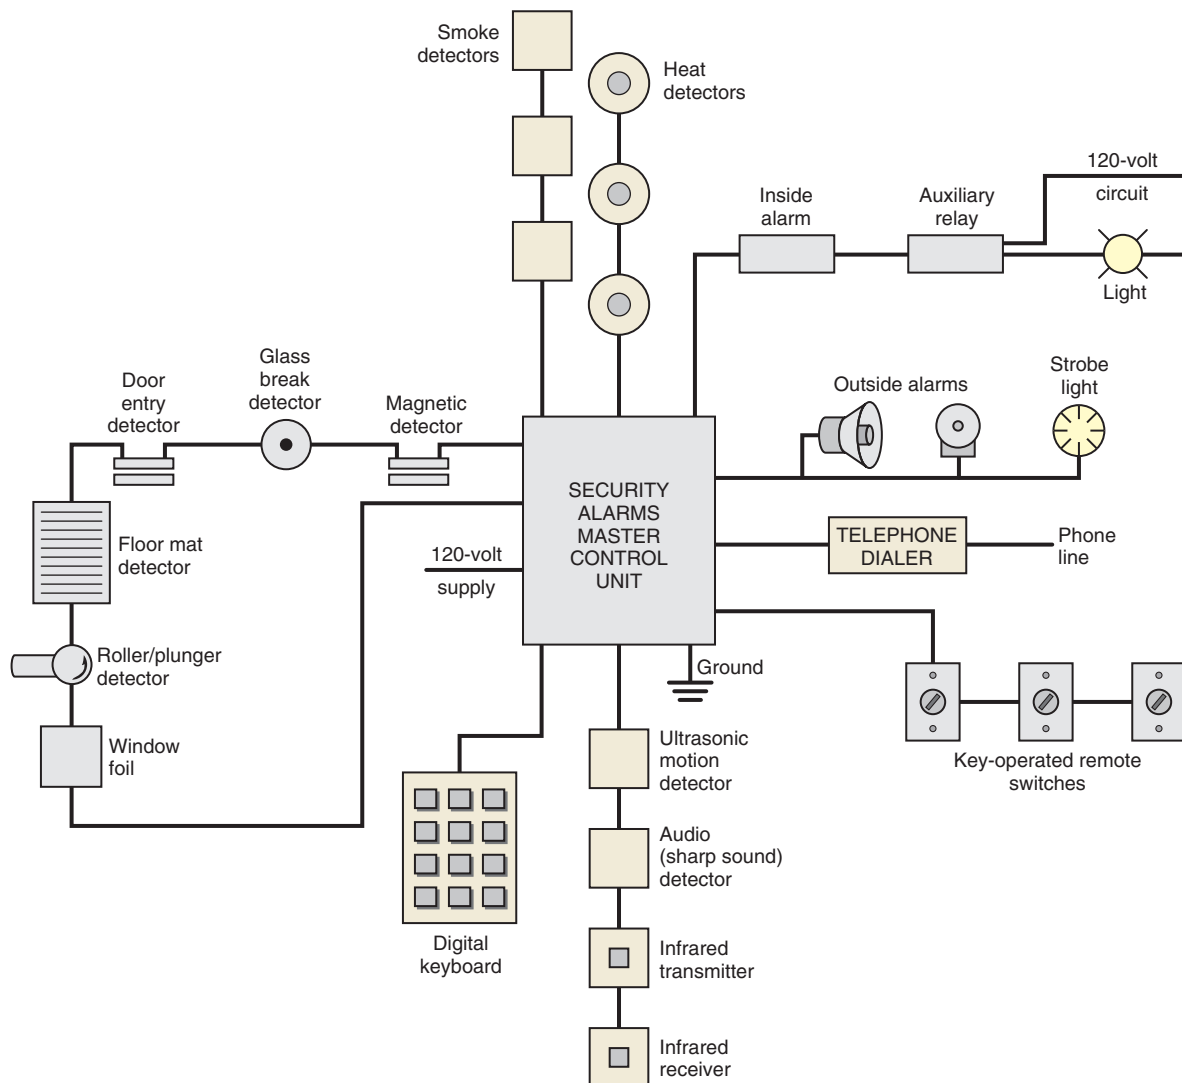 Smoke
detectors
Heat
detectors
120-volt
circuit
Inside
alarm
Auxiliary
relay
Light
Glass
break
detector
Door
entry
detector
Magnetic
detector
Outside alarms
Strobe
light
SECURITY
ALARMS
MASTER
CONTROL
UNIT
Floor mat
detector
120-volt
supply
TELEPHONE
DIALER
Phone
line
Roller/plunger
detector
Ground
Window
foil
Ultrasonic
motion
detector
Key-operated remote
switches
Audio
(sharp sound)
detector
Digital
keyboard
Infrared
transmitter
Infrared
receiver